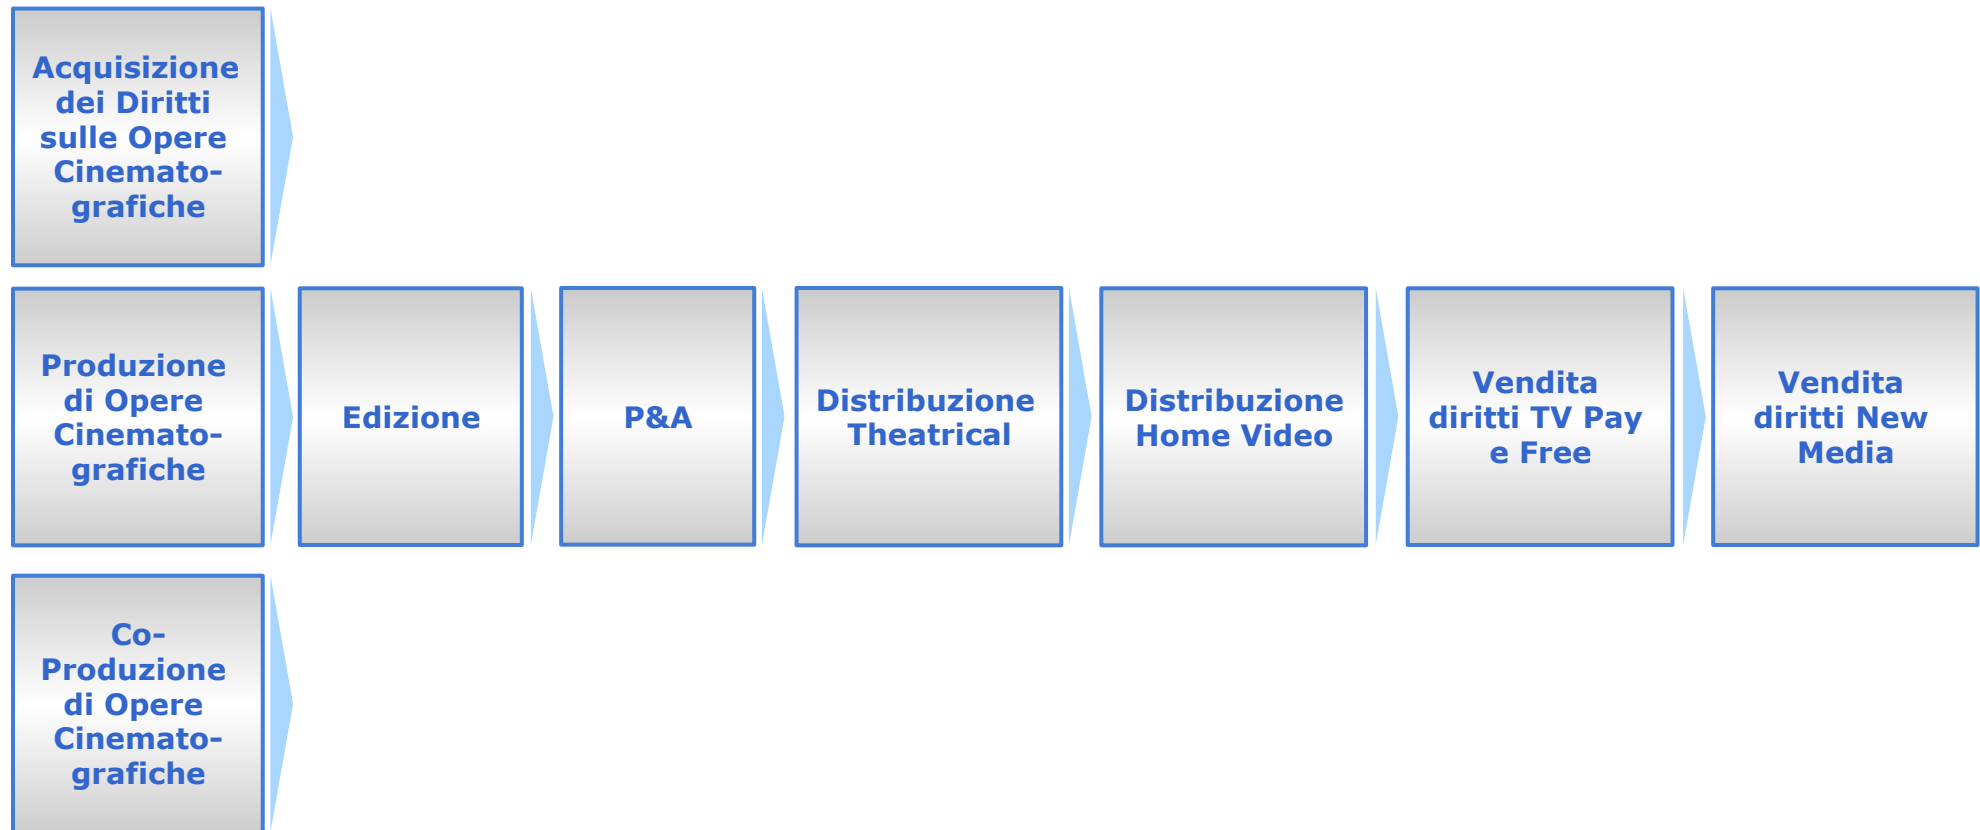 Acquisizione
dei Diritti
sulle Opere
Cinemato-
grafiche
Produzione
di Opere
Cinemato-
grafiche
Edizione
P&A
Distribuzione
Theatrical
Distribuzione
Home Video
Vendita
diritti TV Pay
e Free
Vendita
diritti New
Media
Co-
Produzione
di Opere
Cinemato-
grafiche